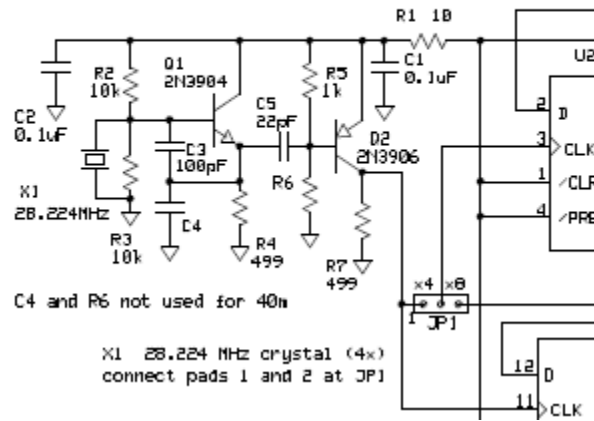 R1 10
U2
Q1
2N3904
R2
10k
C5
22pF
R5
1k
C1
0.1uF
2
D
C2
0.1uF
C3
100pF
D2
2N3906
3
CLK
1
/CLR
X1
28.224MHz
C4
R6
4
/PRE
R3
10k
R4
499
R7
499
x4 x8
C4 and R6 not used for 40m
1 JP1
X1 28.224 MHz crystal (4x)
connect pads 1 and 2 at JP1
12
D
11
CLK